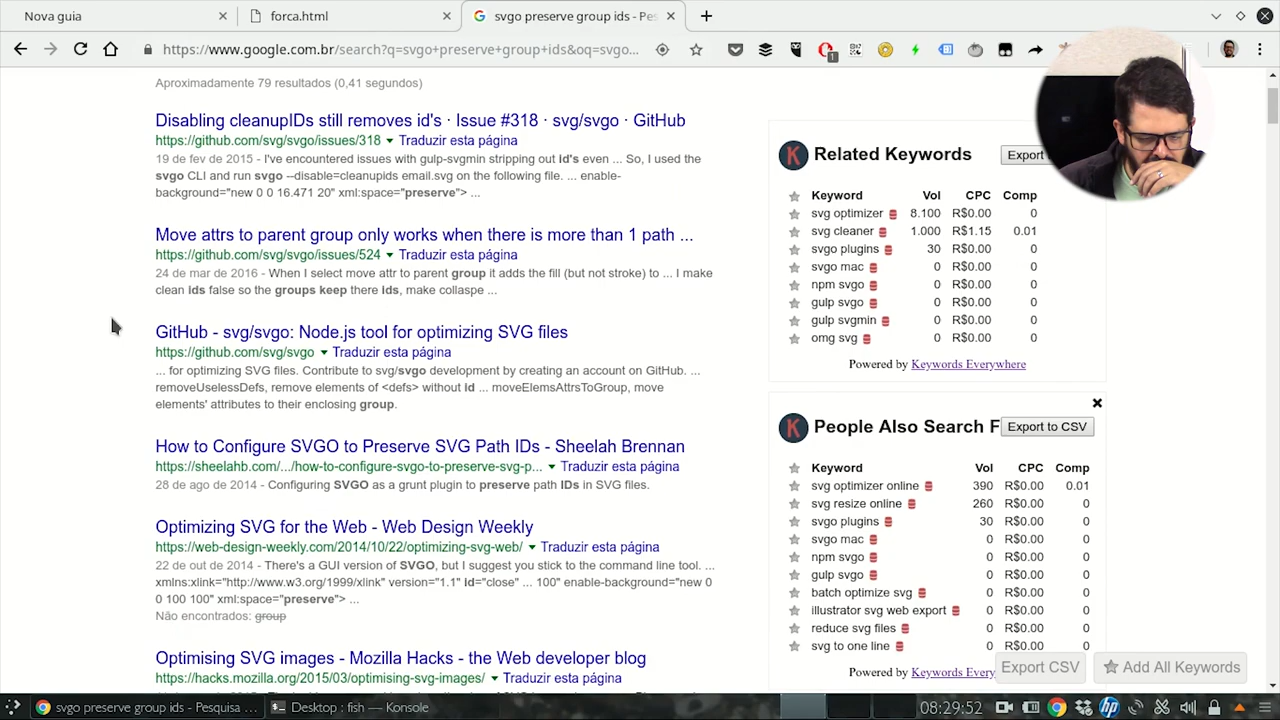 Nova guia
forca.html
svgo preserve group ids - Pes
https://www.google.com.br/search?q=svgo+preserve+group+ids&oq=svgo...
1
Aproximadamente 79 resultados (0,41 segundos)
Disabling cleanupIDs still removes id's · Issue #318 · svg/svgo · GitHub
https://github.com/svg/svgo/issues/318 Traduzir esta página
19 de fev de 2015 - I've encountered issues with gulp-svgmin stripping out id's even ... So, I used the
svgo CLI and run svgo --disable=cleanupids email.svg on the following file. ... enable-
background="new 0 0 16.471 20" xml:space="preserve"> ...
Move attrs to parent group only works when there is more than 1 path ...
https://github.com/svg/svgo/issues/524 Traduzir esta página
24 de mar de 2016 - When I select move attr to parent group it adds the fill (but not stroke) to ... I make
clean ids false so the groups keep there ids, make collaspe ...
GitHub - svg/svgo: Node.js tool for optimizing SVG files
https://github.com/svg/svgo Traduzir esta página
... for optimizing SVG files. Contribute to svg/svgo development by creating an account on GitHub. ...
removeUselessDefs, remove elements of <defs> without id ... moveElemsAttrsToGroup, move
elements' attributes to their enclosing group.
How to Configure SVGO to Preserve SVG Path IDs - Sheelah Brennan
https://sheelahb.com/.../how-to-configure-svgo-to-preserve-svg-p... Traduzir esta página
28 de ago de 2014 - Configuring SVGO as a grunt plugin to preserve path IDs in SVG files.
Optimizing SVG for the Web - Web Design Weekly
https://web-design-weekly.com/2014/10/22/optimizing-svg-web/ Traduzir esta página
22 de out de 2014 - There's a GUI version of SVGO, but I suggest you stick to the command line tool. ...
xmlns:xlink="http://www.w3.org/1999/xlink" version="1.1" id="close" ... 100" enable-background="new 0
0 100 100" xml:space="preserve"> ...
Não encontrados: group
Optimising SVG images - Mozilla Hacks - the Web developer blog
https://hacks.mozilla.org/2015/03/optimising-svg-images/ Traduzir esta página
K Related Keywords Export
Keyword Vol CPC Comp
svg optimizer 8.100 R$0.00 0
svg cleaner 1.000 R$1.15 0.01
svgo plugins 30 R$0.00 0
svgo mac 0 R$0.00 0
npm svgo 0 R$0.00 0
gulp svgo 0 R$0.00 0
gulp svgmin 0 R$0.00 0
omg svg 0 R$0.00 0
Powered by Keywords Everywhere
K People Also Search F Export to CSV
Keyword Vol CPC Comp
svg optimizer online 390 R$0.00 0.01
svg resize online 260 R$0.00 0
svgo plugins 30 R$0.00 0
svgo mac 0 R$0.00 0
npm svgo 0 R$0.00 0
gulp svgo 0 R$0.00 0
batch optimize svg 0 R$0.00 0
illustrator svg web export 0 R$0.00 0
reduce svg files 0 R$0.00 0
svg to one line 0 R$0.00 0
Powered by Keywords Every
Export CSV Add All Keywords
svgo preserve group ids - Pesquisa ... Desktop : fish — Konsole
08:29:52